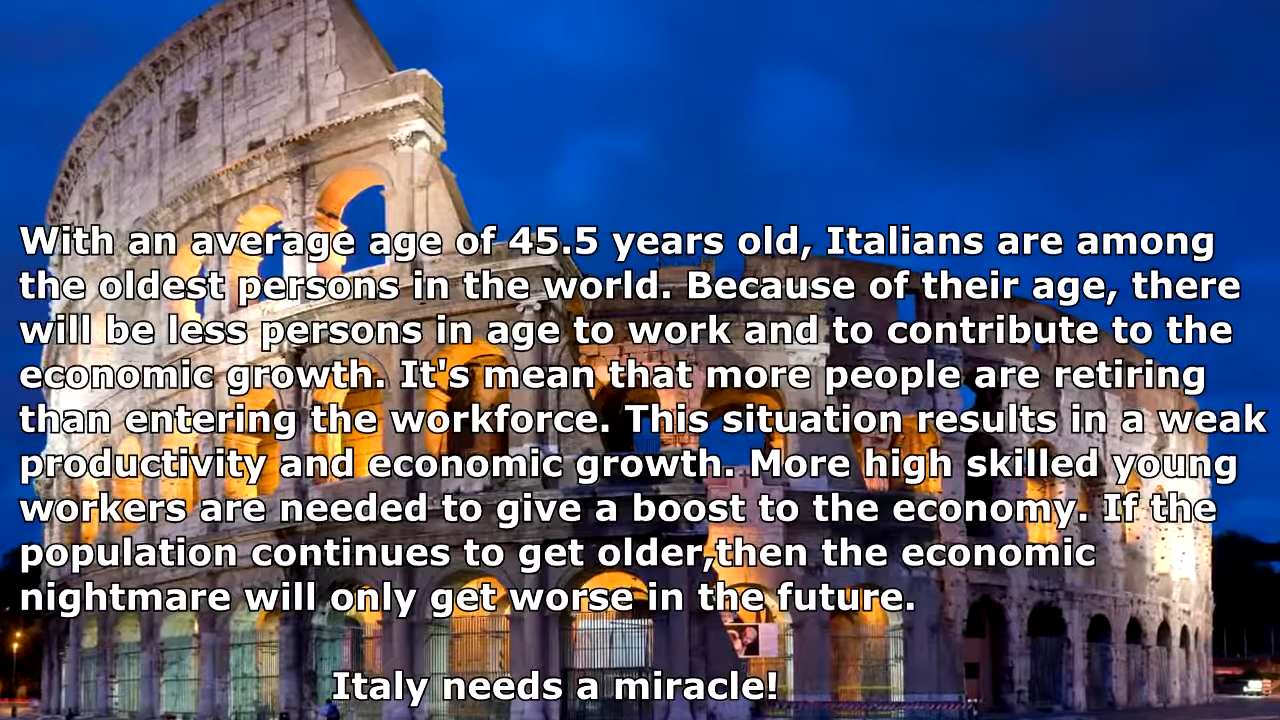 With an average age of 45.5 years old, Italians are among
the oldest persons in the world. Because of their age, there
will be less persons in age to work and to contribute to the
economic growth. It's mean that more people are retiring
than entering the workforce. This situation results in a weak
productivity and economic growth. More high skilled young
workers are needed to give a boost to the economy. If the
population continues to get older,then the economic
nightmare will only get worse in the future.
Italy needs a miracle!